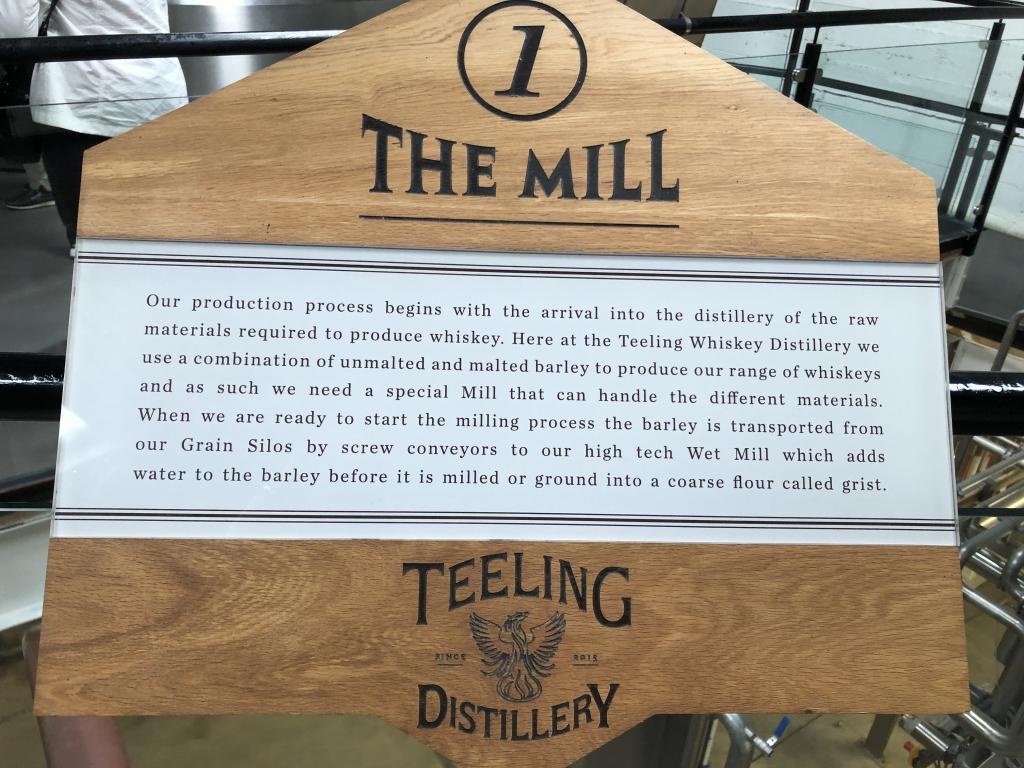 1
THE MILL
Our production process begins with the arrival into the distillery of the raw
materials required to produce whiskey. Here at the Teeling Whiskey Distillery we
use a combination of unmalted and malted barley to produce our range of whiskeys
and as such we need a special Mill that can handle the different materials.
When we are ready to start the milling process the barley is transported from
our Grain Silos by screw conveyors to our high tech Wet Mill which adds
water to the barley before it is milled or ground into a coarse flour called grist.
TEELING
SINCE 2015
DISTILLERY